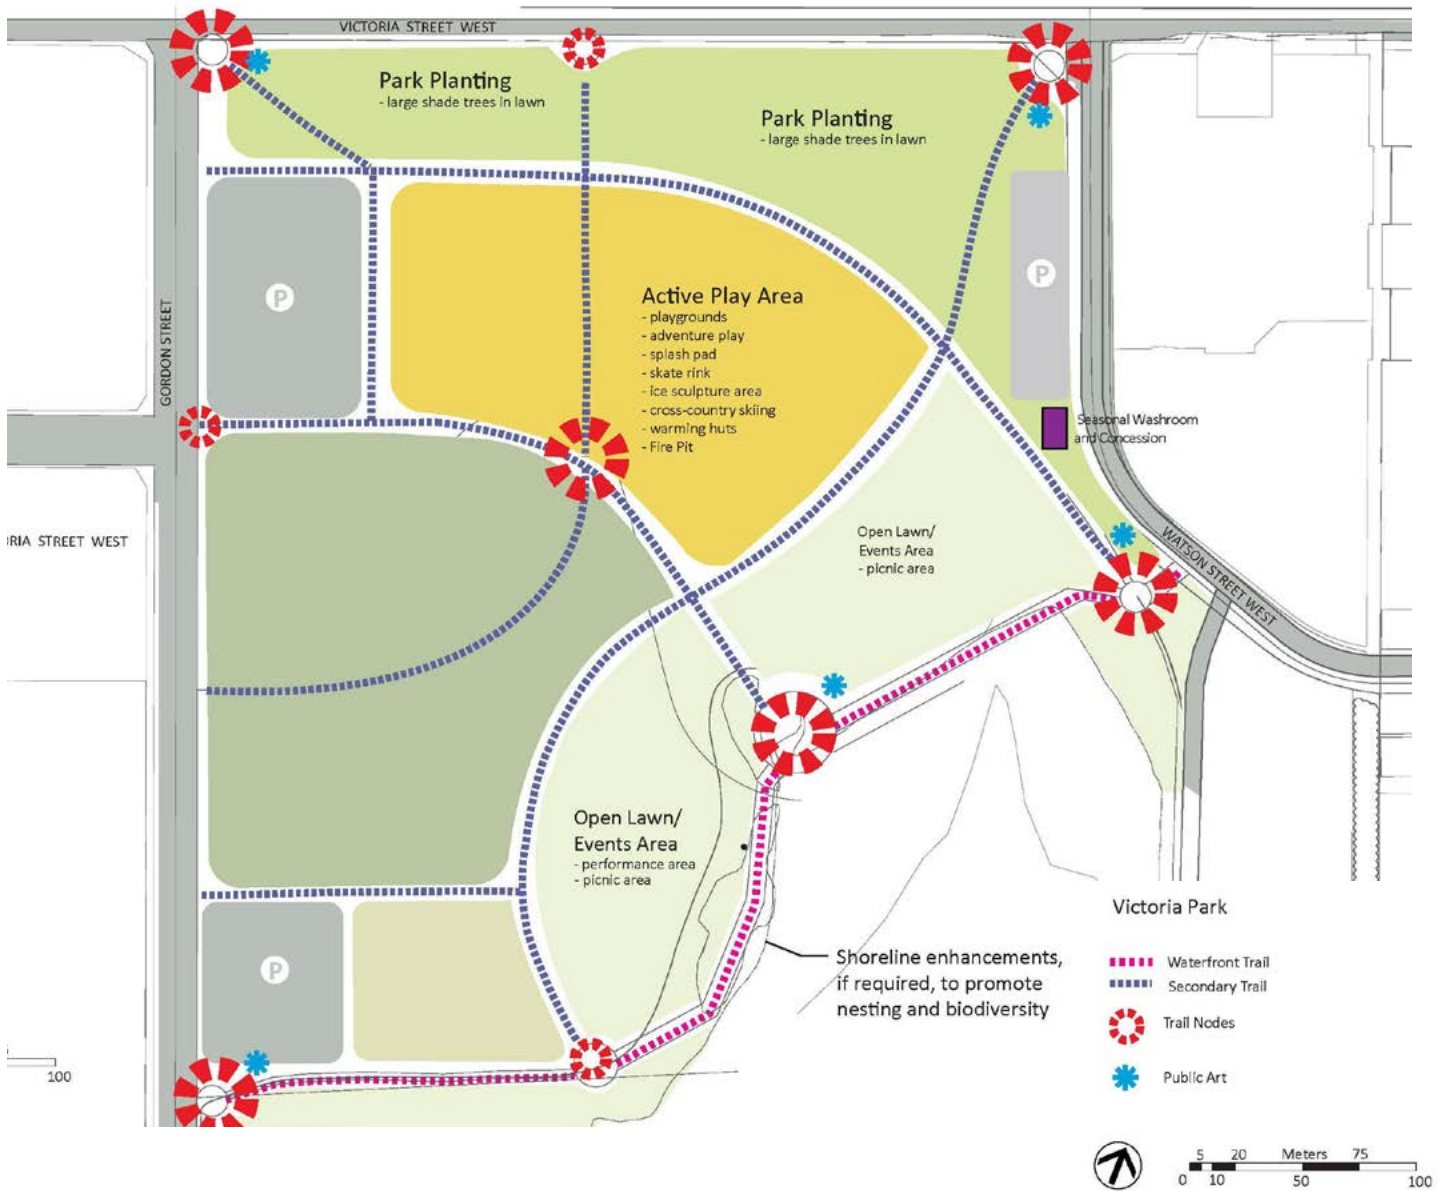 VICTORIA STREET WEST
Park Planting
- large shade trees in lawn
Park Planting
- large shade trees in lawn
P
P
GORDON STREET
Active Play Area
- playgrounds
- adventure play
- splash pad
- skate rink
- ice sculpture area
- cross-country skiing
- warming huts
- Fire Pit
Seasonal Washroom
and Concession
RIA STREET WEST
Open Lawn/
Events Area
- picnic area
WATSON STREET WEST
Open Lawn/
Events Area
- performance area
- picnic area
P
Shoreline enhancements,
if required, to promote
nesting and biodiversity
100
Victoria Park
Waterfront Trail
Secondary Trail
Trail Nodes
Public Art
5 20 Meters 75
0 10 50 100